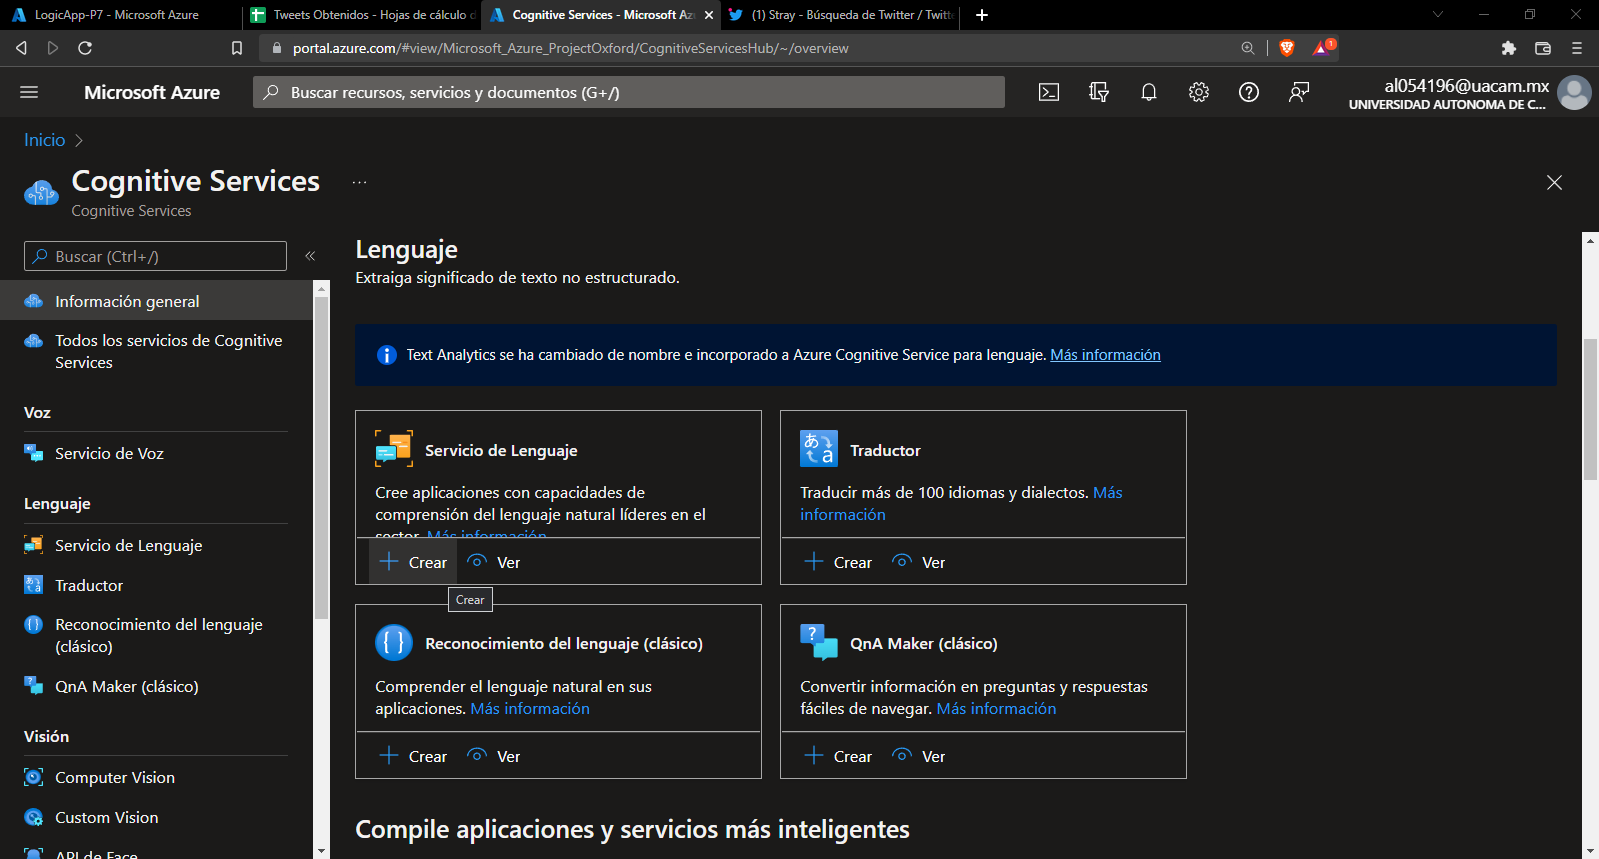 LogicApp-P7 - Microsoft Azure
Tweets Obtenidos - Hojas de cálculo d
Cognitive Services - Microsoft Az
(1) Stray - Búsqueda de Twitter / Twitt
portal.azure.com/#view/Microsoft_Azure_ProjectOxford/CognitiveServicesHub/~/overview
1
Microsoft Azure
Buscar recursos, servicios y documentos (G+/)
al054196@uacam.mx
UNIVERSIDAD AUTONOMA DE C...
Inicio
Cognitive Services
...
Cognitive Services
Buscar (Ctrl+/)
«
Información general
Todos los servicios de Cognitive
Services
Voz
Servicio de Voz
Lenguaje
Servicio de Lenguaje
Traductor
Reconocimiento del lenguaje
(clásico)
QnA Maker (clásico)
Visión
Computer Vision
Custom Vision
API de Face
Lenguaje
Extraiga significado de texto no estructurado.
Text Analytics se ha cambiado de nombre e incorporado a Azure Cognitive Service para lenguaje. Más información
Servicio de Lenguaje
Cree aplicaciones con capacidades de
comprensión del lenguaje natural líderes en el
sector. Más información
Crear
Ver
Crear
Traductor
Traducir más de 100 idiomas y dialectos. Más
información
Crear
Ver
Reconocimiento del lenguaje (clásico)
Comprender el lenguaje natural en sus
aplicaciones. Más información
Crear
Ver
QnA Maker (clásico)
Convertir información en preguntas y respuestas
fáciles de navegar. Más información
Crear
Ver
Compile aplicaciones y servicios más inteligentes